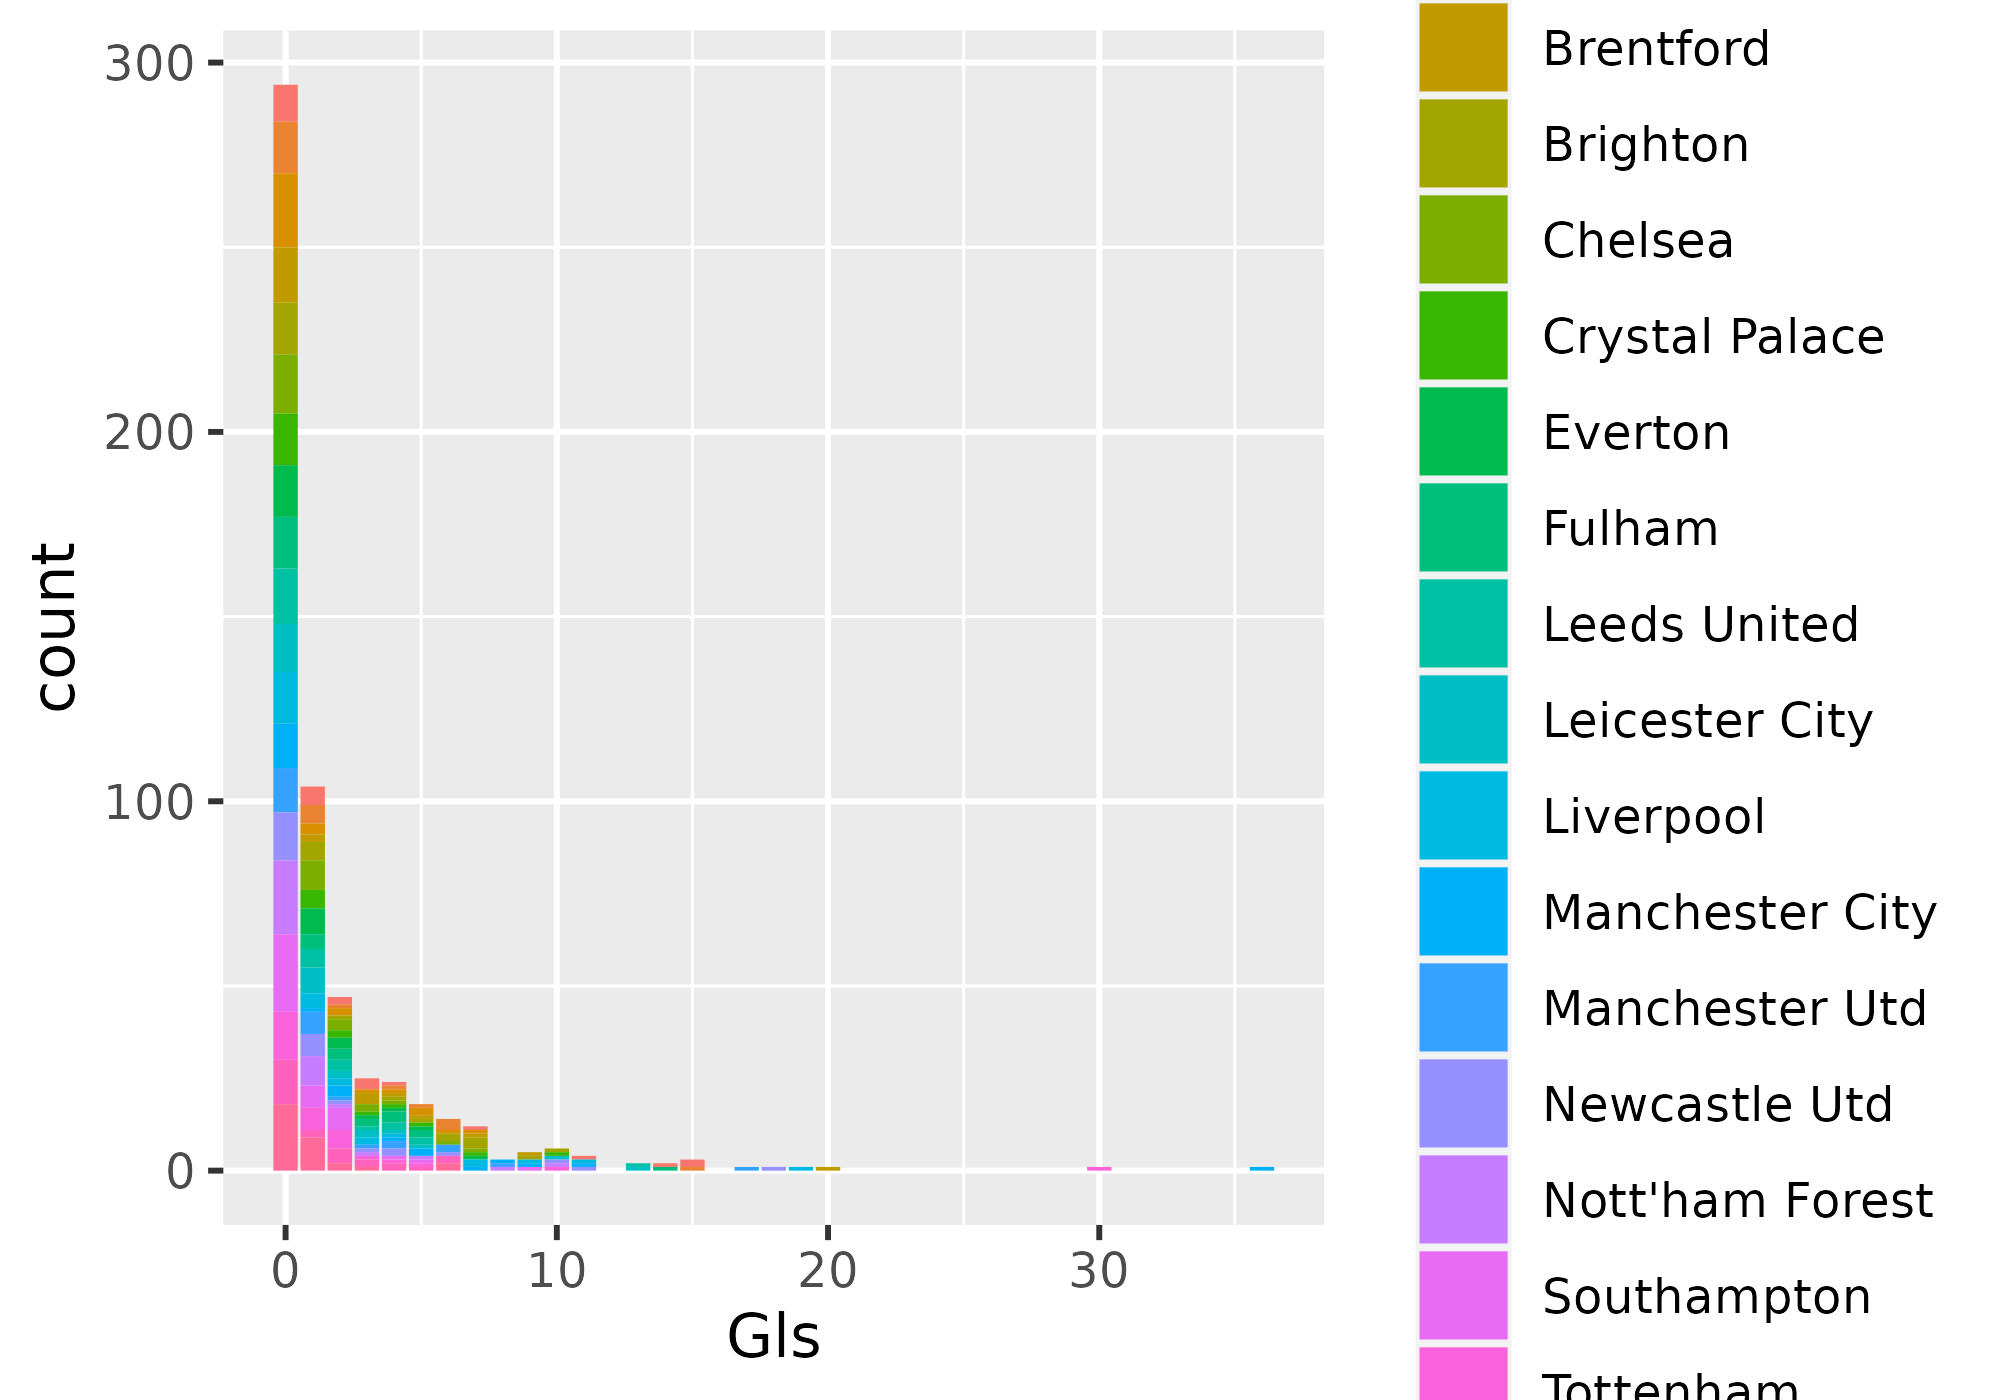 300
200
100
0
count
0 10 20 30
Gls
Brentford
Brighton
Chelsea
Crystal Palace
Everton
Fulham
Leeds United
Leicester City
Liverpool
Manchester City
Manchester Utd
Newcastle Utd
Nott'ham Forest
Southampton
Tottenham